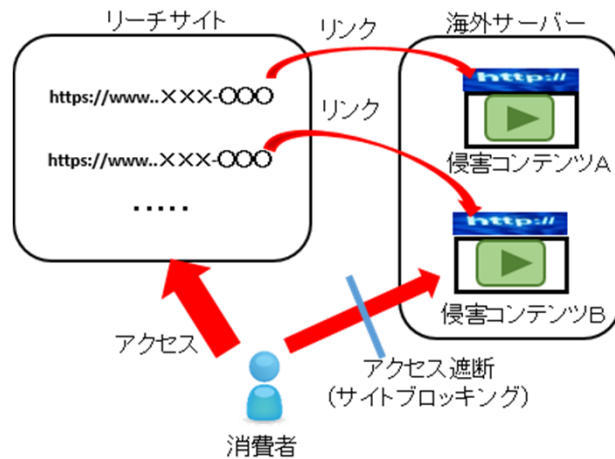 リーチサイト
リンク
海外サーバー
https://www..×××-〇〇〇
http://
侵害コンテンツA
リンク
https://www..×××-〇〇〇
・・・・・
http://
侵害コンテンツB
アクセス
アクセス遮断
(サイトブロッキング)
消費者